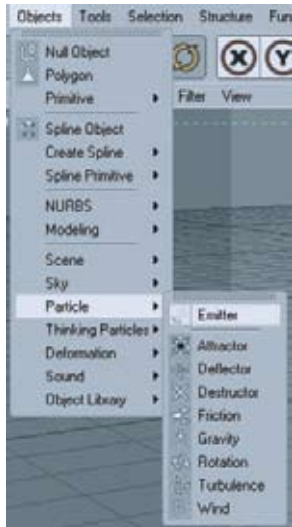 Objects Tools Selection Structure Fun
Null Object
Polygon
Primitive
X Y
Filter View
Spline Object
Create Spline
Spline Primitive
NURBS
Modeling
Scene
Sky
Particle
Thinking Particles
Deformation
Sound
Object Library
Emitter
Attractor
Deflector
Destructor
Friction
Gravity
Rotation
Turbulence
Wind